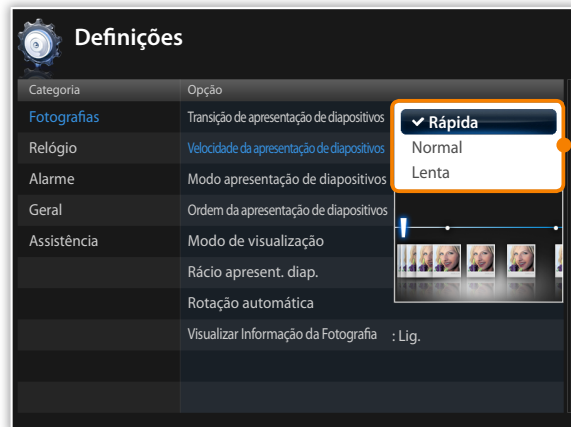 Definições
Categoria Opção
Fotografias Transição de apresentação de diapositivos
✔ Rápida
Relógio Velocidade da apresentação de diapositivos
Normal
Alarme Modo apresentação de diapositivos
Lenta
Geral Ordem da apresentação de diapositivos
Assistência Modo de visualização
Rácio apresent. diap.
Rotação automática
Visualizar Informação da Fotografia : Lig.